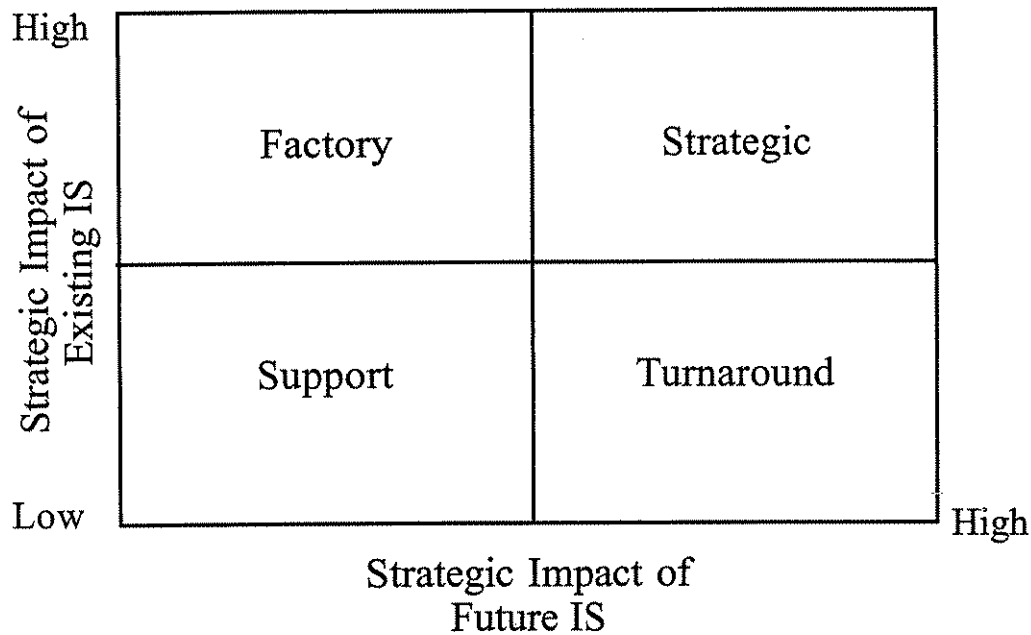 High
Strategic Impact of
Existing IS
Factory
Strategic
Support
Turnaround
Low
High
Strategic Impact of
Future IS